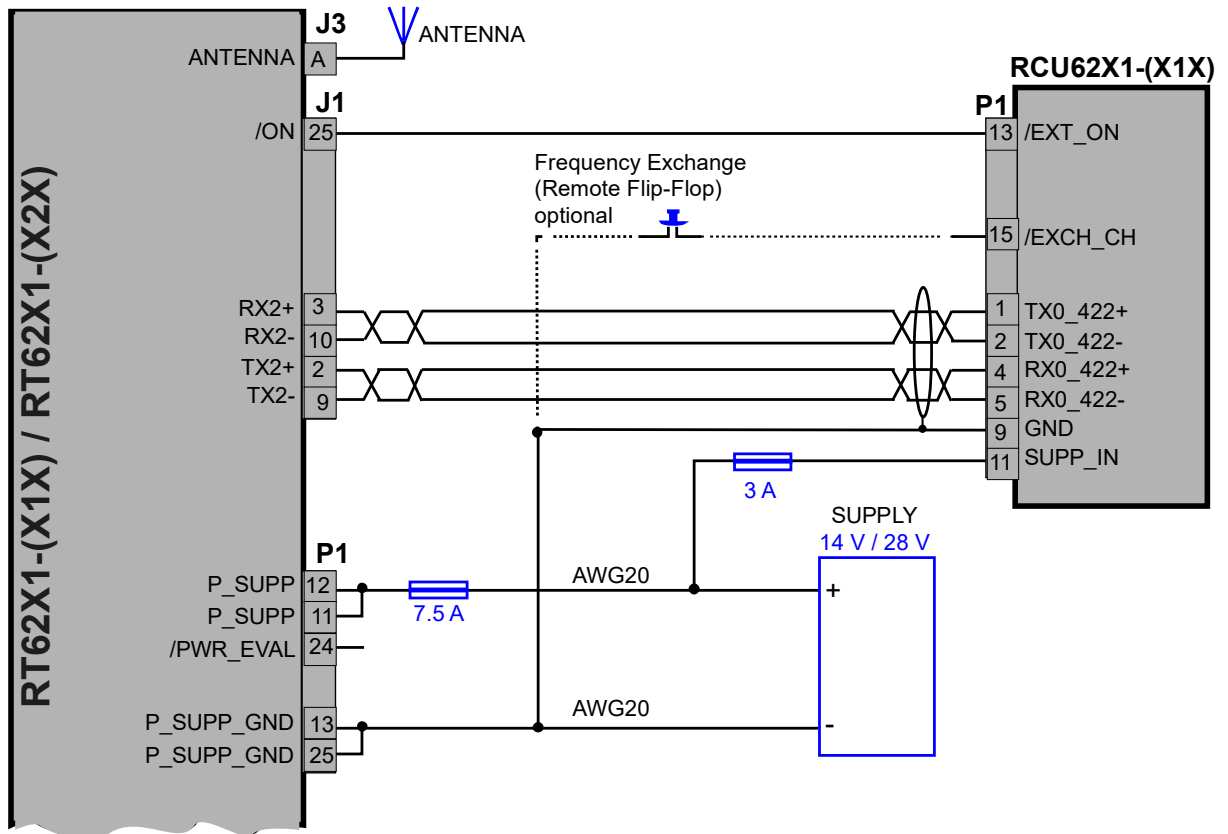 J3
ANTENNA
A
ANTENNA
RCU62X1-(X1X)
J1
P1
/ON
25
13
/EXT_ON
Frequency Exchange
(Remote Flip-Flop)
optional
15
/EXCH_CH
RT62X1-(X1X) / RT62X1-(X2X)
RX2+
3
1
TX0_422+
RX2-
10
2
TX0_422-
TX2+
2
4
RX0_422+
TX2-
9
5
RX0_422-
9
GND
11
SUPP_IN
3 A
SUPPLY
14 V / 28 V
P1
P_SUPP
12
7.5 A
AWG20
+
P_SUPP
11
/PWR_EVAL
24
P_SUPP_GND
13
AWG20
-
P_SUPP_GND
25